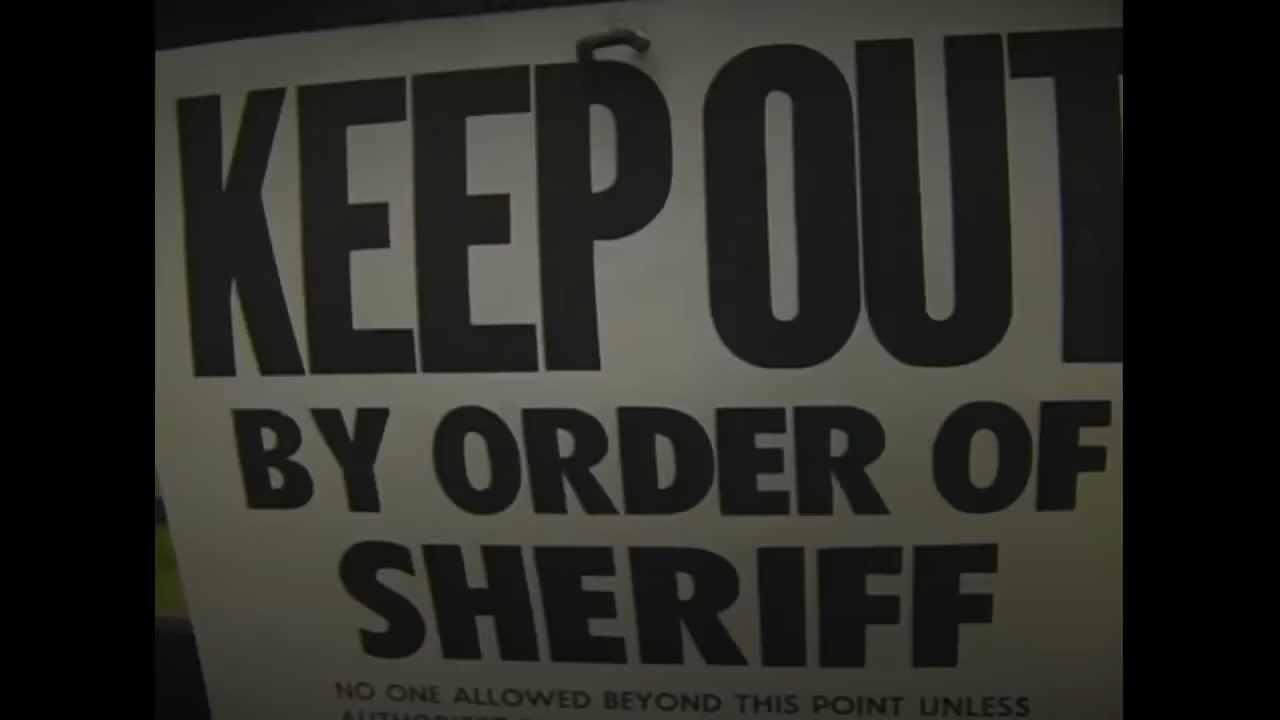 KEEP OUT
BY ORDER OF
SHERIFF
NO ONE ALLOWED BEYOND THIS POINT UNLESS